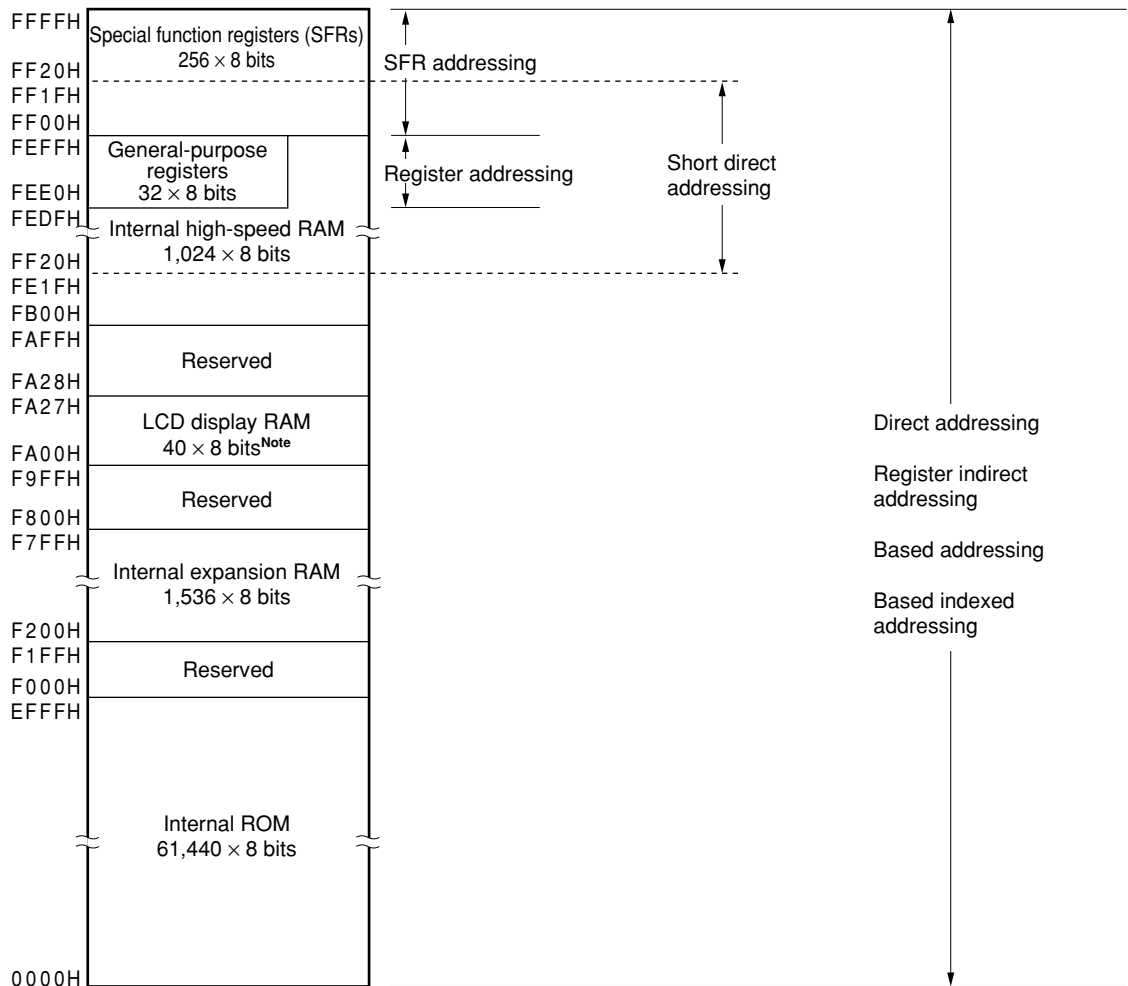 FFFFH
Special function registers (SFRs)
256 × 8 bits
SFR addressing
FF20H
FF1FH
FF00H
FEFFH
General-purpose
registers
32 × 8 bits
Register addressing
Short direct
addressing
FEE0H
FEDFH
Internal high-speed RAM
1,024 × 8 bits
FF20H
FE1FH
FB00H
FAFFH
Reserved
FA28H
FA27H
LCD display RAM
40 × 8 bitsNote
FA00H
F9FFH
Reserved
F800H
F7FFH
Internal expansion RAM
1,536 × 8 bits
F200H
F1FFH
Reserved
F000H
EFFFH
Internal ROM
61,440 × 8 bits
0000H
Direct addressing
Register indirect
addressing
Based addressing
Based indexed
addressing